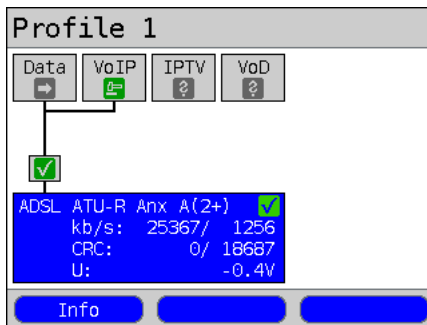 Profile 1
Data VoIP IPTV VoD
? ?
ADSL ATU-R Anx A(2+)
kb/s: 25367/ 1256
CRC: 0/ 18687
U: -0.4V
Info